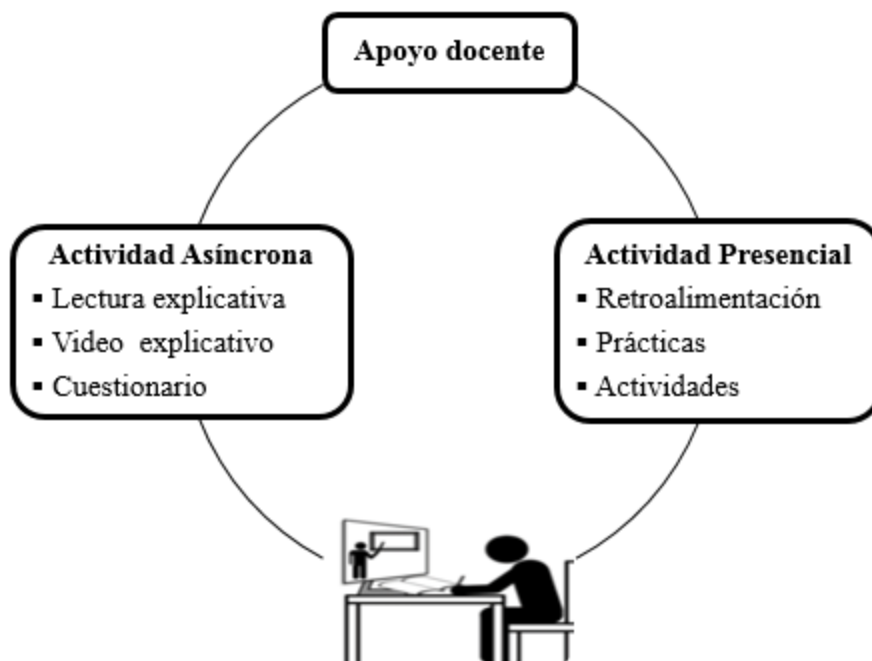 Apoyo docente
Actividad Asíncrona
▪ Lectura explicativa
▪ Video explicativo
▪ Cuestionario
Actividad Presencial
▪ Retroalimentación
▪ Prácticas
▪ Actividades